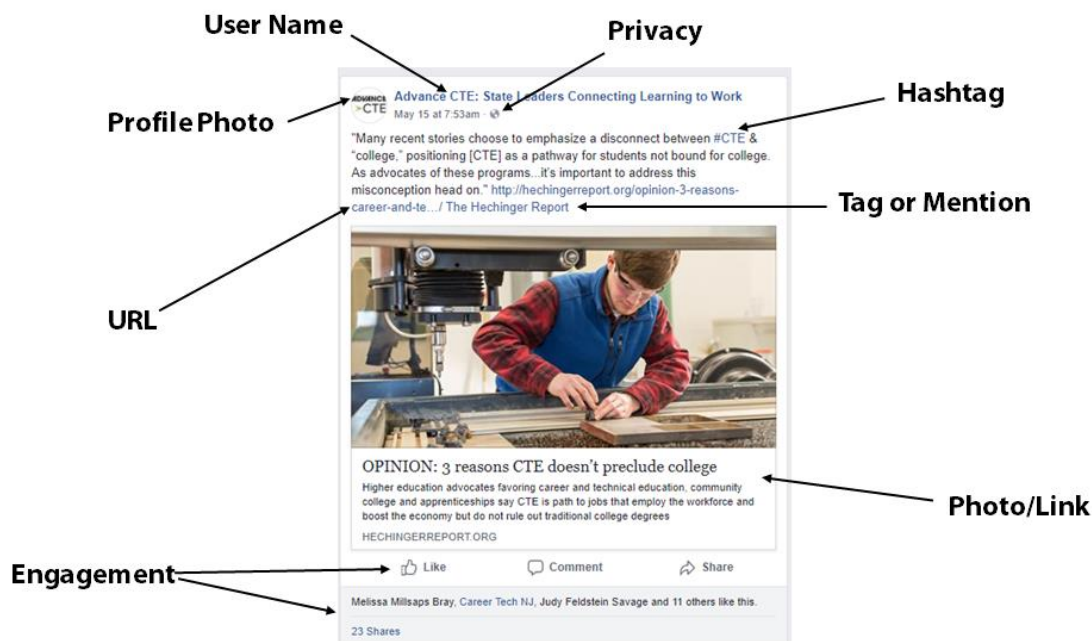 User Name
Privacy
Profile Photo
ADVANCE
>CTE
Advance CTE: State Leaders Connecting Learning to Work
May 15 at 7:53am ·
Hashtag
"Many recent stories choose to emphasize a disconnect between #CTE &
"college," positioning [CTE] as a pathway for students not bound for college.
As advocates of these programs...it's important to address this
misconception head on." http://hechingerreport.org/opinion-3-reasons-
career-and-te.../ The Hechinger Report
Tag or Mention
URL
OPINION: 3 reasons CTE doesn't preclude college
Higher education advocates favoring career and technical education, community
college and apprenticeships say CTE is path to jobs that employ the workforce and
boost the economy but do not rule out traditional college degrees
HECHINGERREPORT.ORG
Photo/Link
Engagement
Like Comment Share
Melissa Millsaps Bray, Career Tech NJ, Judy Feldstein Savage and 11 others like this.
23 Shares